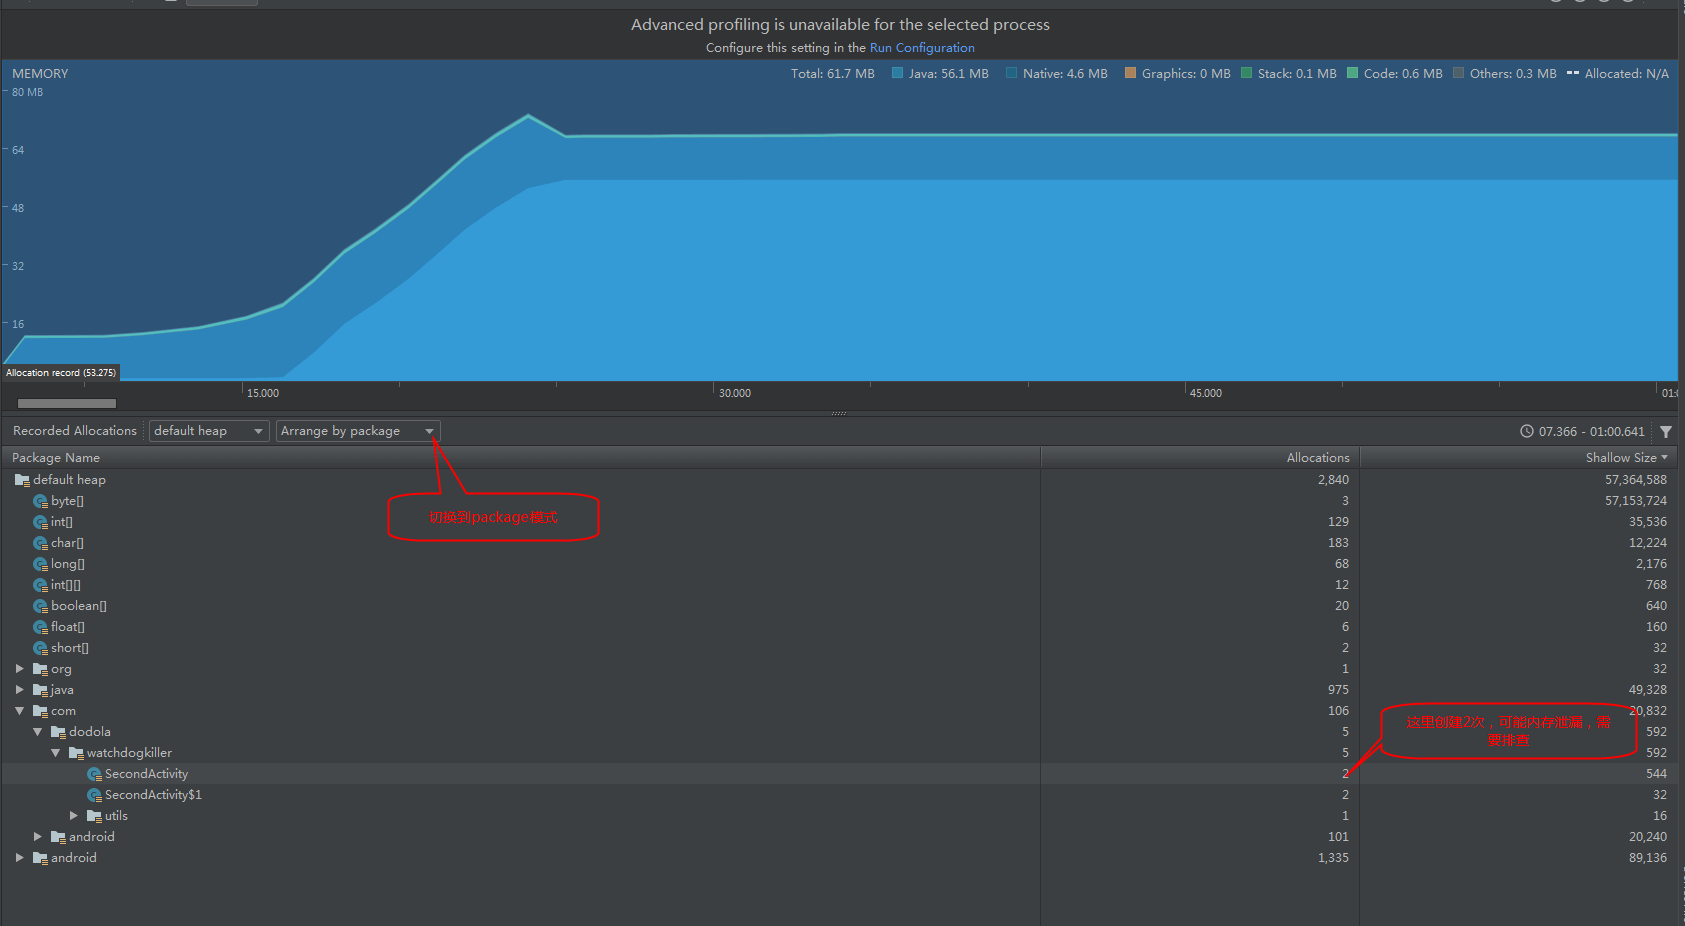 Advanced profiling is unavailable for the selected process
Configure this setting in the Run Configuration
MEMORY Total: 61.7 MB Java: 56.1 MB Native: 4.6 MB Graphics: 0 MB Stack: 0.1 MB Code: 0.6 MB Others: 0.3 MB Allocated: N/A
80 MB
64
48
32
16
Allocation record (53.275)
15.000 30.000 45.000
Recorded Allocations default heap Arrange by package 07.366 - 01:00.641
Package Name Allocations Shallow Size
default heap 2,840 57,364,588
byte[] 3 57,153,724
切换到package模式
int[] 129 35,536
char[] 183 12,224
long[] 68 2,176
int[][] 12 768
boolean[] 20 640
float[] 6 160
short[] 2 32
org 1 32
java 975 49,328
com 106 20,832
这里创建2次，可能内存泄漏，需
要排查
dodola 5 592
watchdogkiller 5 592
SecondActivity 2 544
SecondActivity$1 2 32
utils 1 16
android 101 20,240
android 1,335 89,136